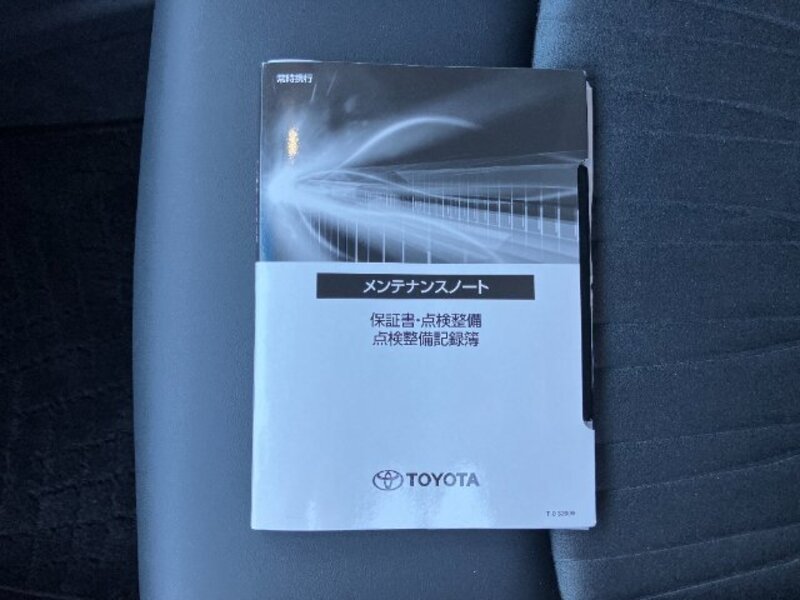 常時携行
メンテナンスノート
保証書・点検整備
点検整備記録簿
TOYOTA